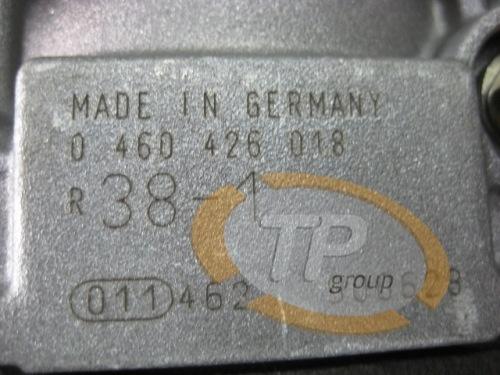 MADE IN GERMANY
0 460 426 018
R 38-1
TP
group
011 462